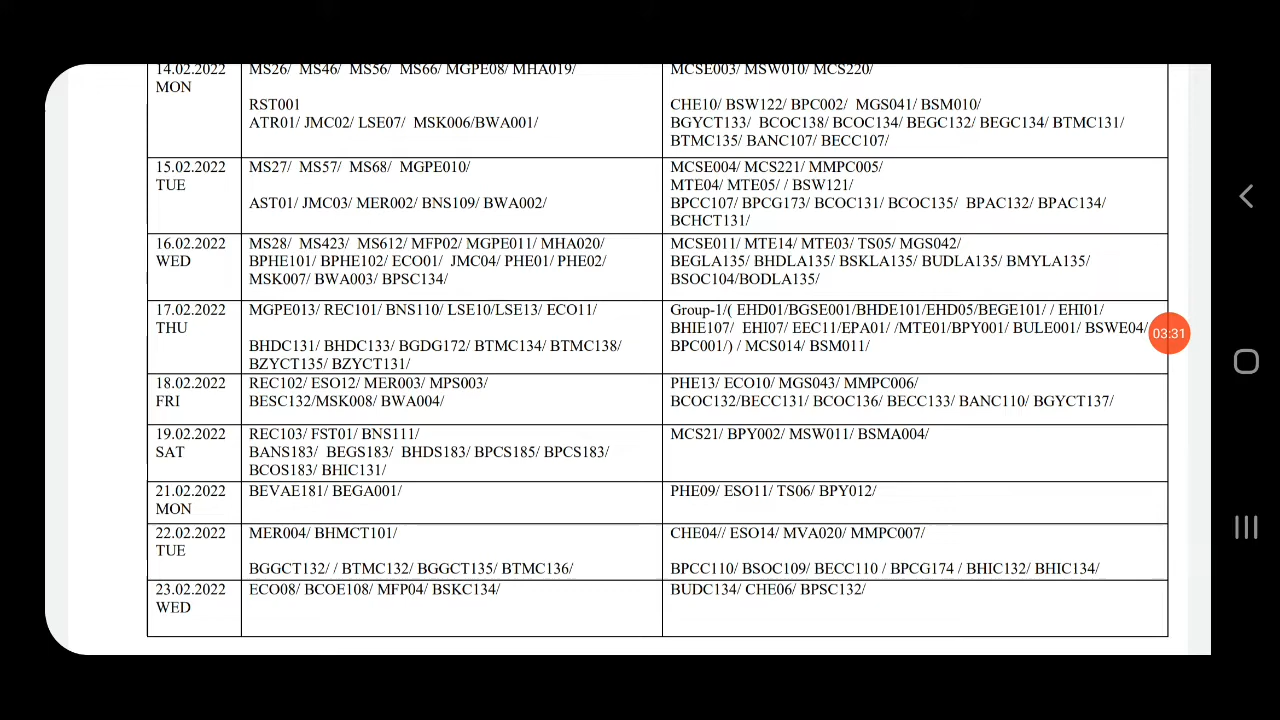 14.02.2022
MON
MS26/ MS46/ MS56/ MS66/ MGPE08/ MHA019/
RST001
ATR01/ JMC02/ LSE07/ MSK006/BWA001/
MCSE003/ MSW010/ MCS220/
CHE10/ BSW122/ BPC002/ MGS041/ BSM010/
BGYCT133/ BCOC138/ BCOC134/ BEGC132/ BEGC134/ BTMC131/
BTMC135/ BANC107/ BECC107/
15.02.2022
TUE
MS27/ MS57/ MS68/ MGPE010/
AST01/ JMC03/ MER002/ BNS109/ BWA002/
MCSE004/ MCS221/ MMPC005/
MTE04/ MTE05/ / BSW121/
BPCC107/ BPCG173/ BCOC131/ BCOC135/ BPAC132/ BPAC134/
BCHCT131/
16.02.2022
WED
MS28/ MS423/ MS612/ MFP02/ MGPE011/ MHA020/
BPHE101/ BPHE102/ ECO01/ JMC04/ PHE01/ PHE02/
MSK007/ BWA003/ BPSC134/
MCSE011/ MTE14/ MTE03/ TS05/ MGS042/
BEGLA135/ BHDLA135/ BSKLA135/ BUDLA135/ BMYLA135/
BSOC104/BODLA135/
17.02.2022
THU
MGPE013/ REC101/ BNS110/ LSE10/LSE13/ ECO11/
BHDC131/ BHDC133/ BGDG172/ BTMC134/ BTMC138/
BZYCT135/ BZYCT131/
Group-1/( EHD01/BGSE001/BHDE101/EHD05/BEGE101/ / EHI01/
BHIE107/ EHI07/ EEC11/EPA01/ /MTE01/BPY001/ BULE001/ BSWE04/
BPC001/) / MCS014/ BSM011/
03:31
18.02.2022
FRI
REC102/ ESO12/ MER003/ MPS003/
BESC132/MSK008/ BWA004/
PHE13/ ECO10/ MGS043/ MMPC006/
BCOC132/BECC131/ BCOC136/ BECC133/ BANC110/ BGYCT137/
19.02.2022
SAT
REC103/ FST01/ BNS111/
BANS183/ BEGS183/ BHDS183/ BPCS185/ BPCS183/
BCOS183/ BHIC131/
MCS21/ BPY002/ MSW011/ BSMA004/
21.02.2022
MON
BEVAE181/ BEGA001/
PHE09/ ESO11/ TS06/ BPY012/
22.02.2022
TUE
MER004/ BHMCT101/
BGGCT132/ / BTMC132/ BGGCT135/ BTMC136/
CHE04// ESO14/ MVA020/ MMPC007/
BPCC110/ BSOC109/ BECC110 / BPCG174 / BHIC132/ BHIC134/
23.02.2022
WED
ECO08/ BCOE108/ MFP04/ BSKC134/
BUDC134/ CHE06/ BPSC132/